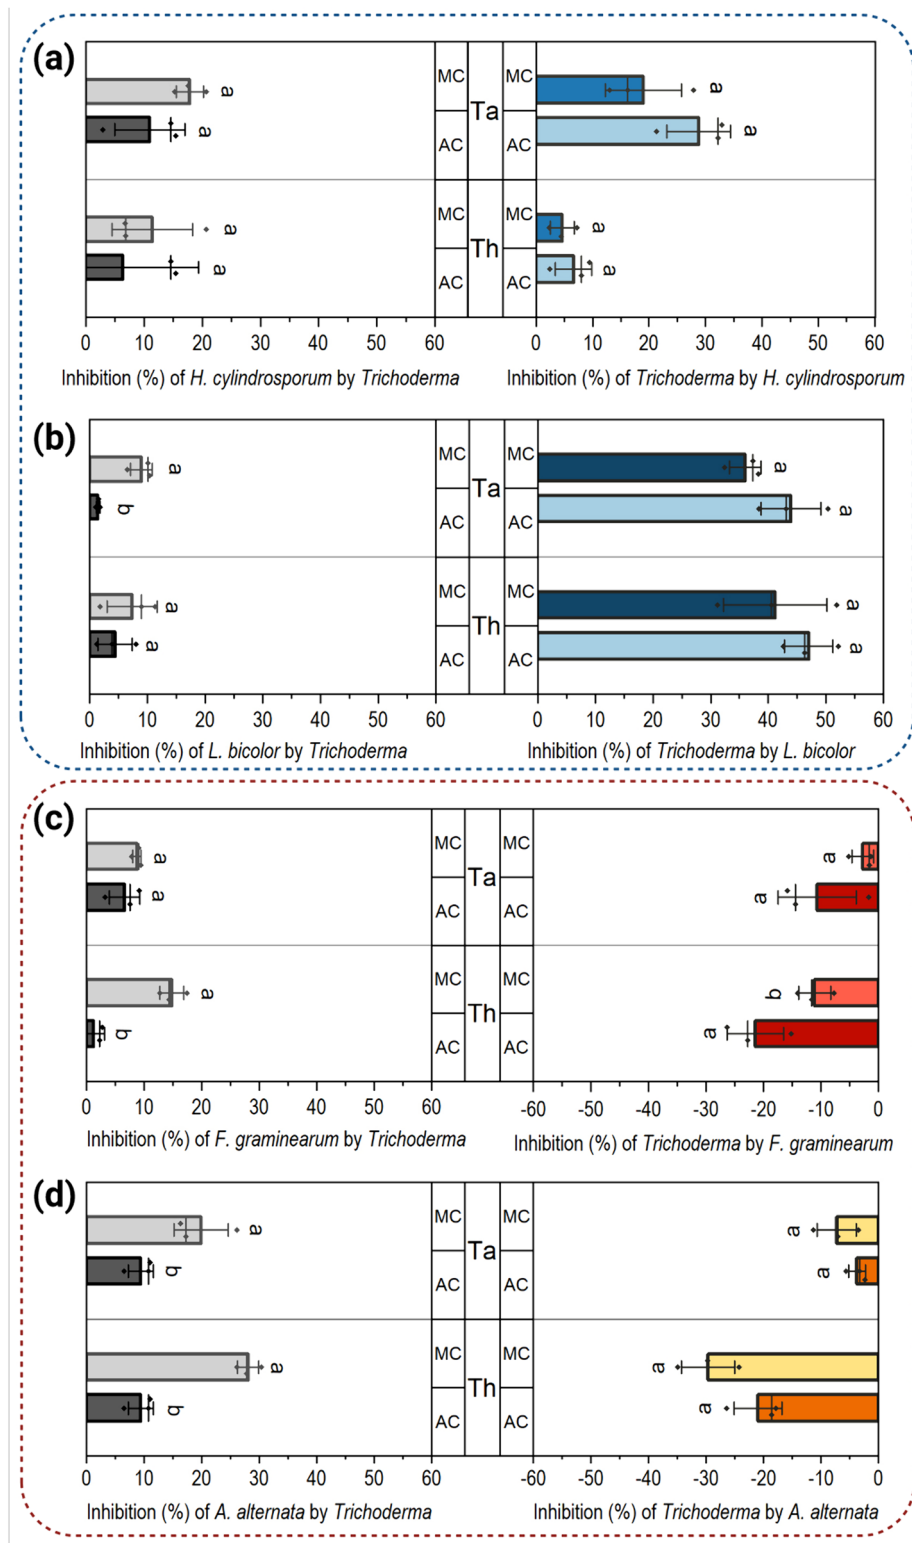 (a)
MC MC
a a
Ta
AC AC
a a
MC MC
a a
Th
AC AC
a a
0 10 20 30 40 50 60 0 10 20 30 40 50 60
Inhibition (%) of H. cylindrosporum by Trichoderma Inhibition (%) of Trichoderma by H. cylindrosporum
(b)
MC MC
a a
Ta
AC AC
b a
MC MC
a a
Th
AC AC
a a
0 10 20 30 40 50 60 0 10 20 30 40 50 60
Inhibition (%) of L. bicolor by Trichoderma Inhibition (%) of Trichoderma by L. bicolor
(c)
MC MC
a a
Ta
AC AC
a a
MC MC
a b
Th
AC AC
b a
0 10 20 30 40 50 60 -60 -50 -40 -30 -20 -10 0
Inhibition (%) of F. graminearum by Trichoderma Inhibition (%) of Trichoderma by F. graminearum
(d)
MC MC
a a
Ta
AC AC
b a
MC MC
a a
Th
AC AC
b a
0 10 20 30 40 50 60 -60 -50 -40 -30 -20 -10 0
Inhibition (%) of A. alternata by Trichoderma Inhibition (%) of Trichoderma by A. alternata